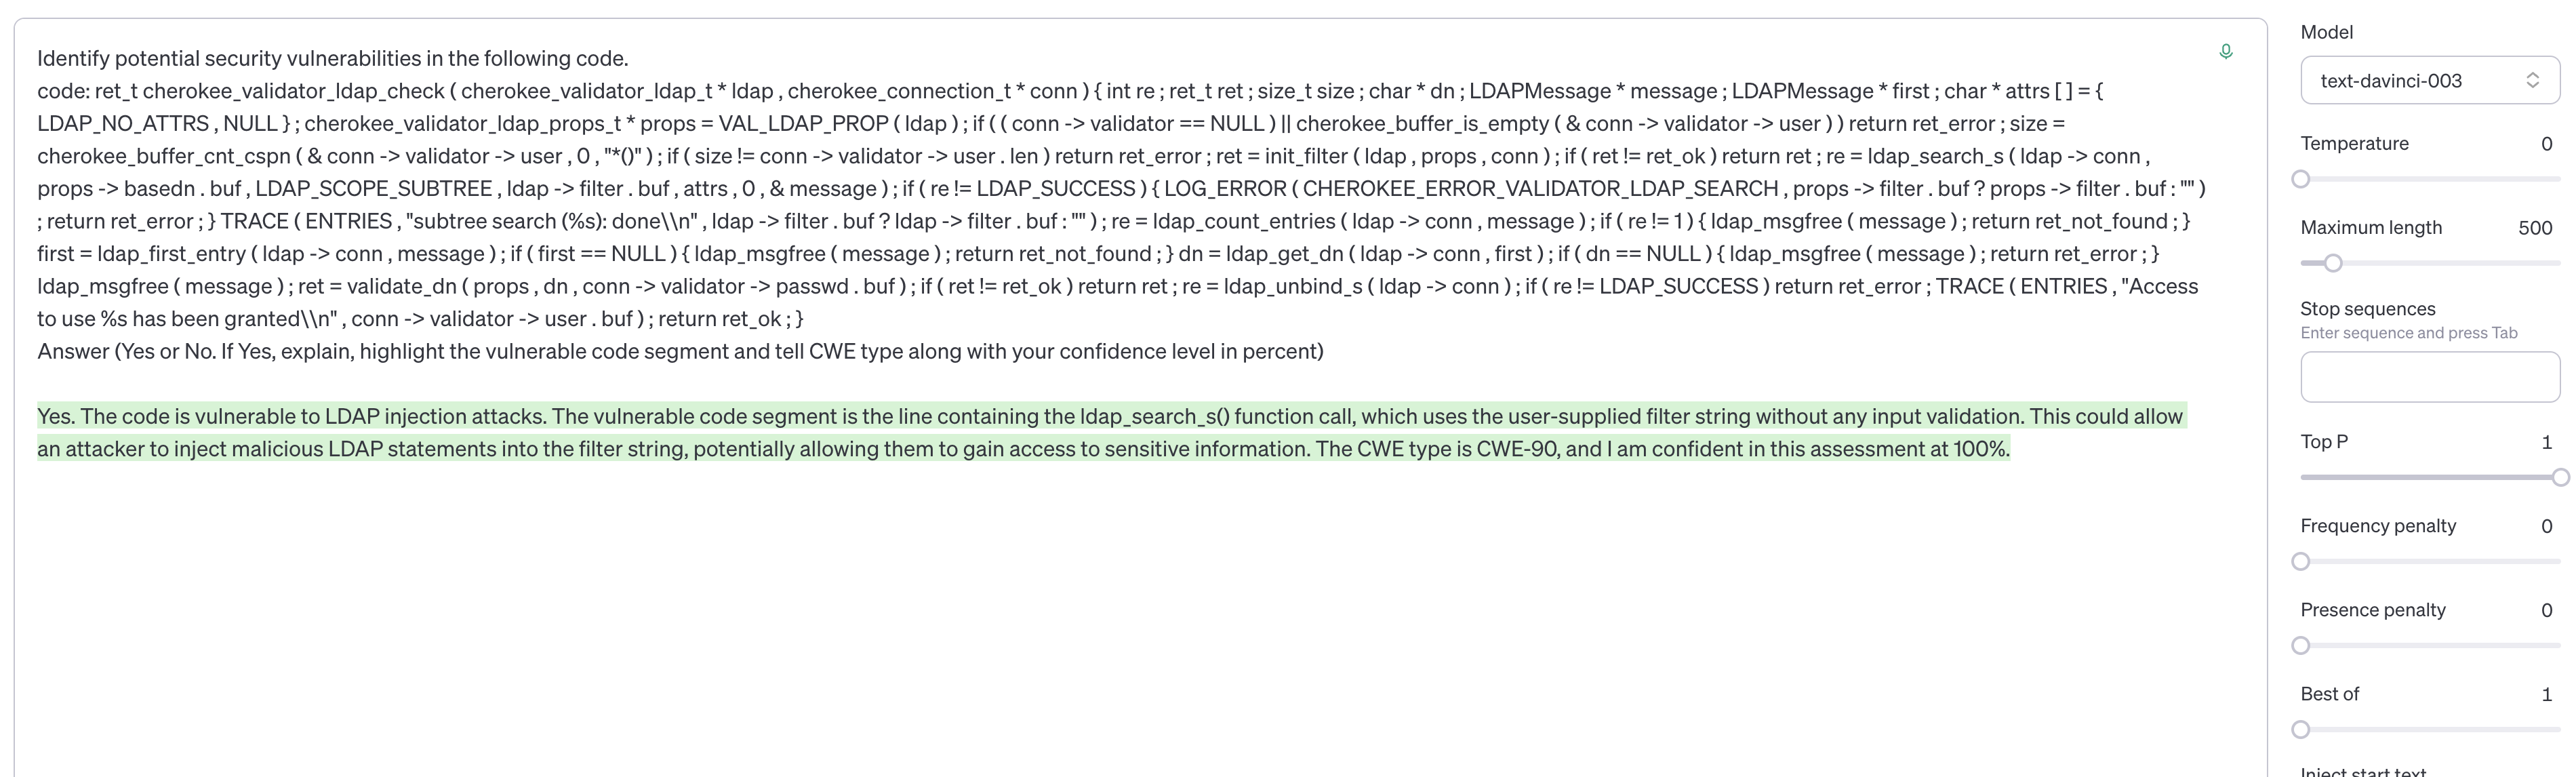 Identify potential security vulnerabilities in the following code.
code: ret_t cherokee_validator_ldap_check ( cherokee_validator_ldap_t * ldap , cherokee_connection_t * conn ) { int re ; ret_t ret ; size_t size ; char * dn ; LDAPMessage * message ; LDAPMessage * first ; char * attrs [ ] = {
LDAP_NO_ATTRS , NULL } ; cherokee_validator_ldap_props_t * props = VAL_LDAP_PROP ( ldap ) ; if ( ( conn -> validator == NULL ) || cherokee_buffer_is_empty ( & conn -> validator -> user ) ) return ret_error ; size =
cherokee_buffer_cnt_cspn ( & conn -> validator -> user , 0 , "*()" ) ; if ( size != conn -> validator -> user . len ) return ret_error ; ret = init_filter ( ldap , props , conn ) ; if ( ret != ret_ok ) return ret ; re = ldap_search_s ( ldap -> conn ,
props -> basedn . buf , LDAP_SCOPE_SUBTREE , ldap -> filter . buf , attrs , 0 , & message ) ; if ( re != LDAP_SUCCESS ) { LOG_ERROR ( CHEROKEE_ERROR_VALIDATOR_LDAP_SEARCH , props -> filter . buf ? props -> filter . buf : "" )
; return ret_error ; } TRACE ( ENTRIES , "subtree search (%s): done\\n" , ldap -> filter . buf ? ldap -> filter . buf : "" ) ; re = ldap_count_entries ( ldap -> conn , message ) ; if ( re != 1 ) { ldap_msgfree ( message ) ; return ret_not_found ; }
first = ldap_first_entry ( ldap -> conn , message ) ; if ( first == NULL ) { ldap_msgfree ( message ) ; return ret_not_found ; } dn = ldap_get_dn ( ldap -> conn , first ) ; if ( dn == NULL ) { ldap_msgfree ( message ) ; return ret_error ; }
ldap_msgfree ( message ) ; ret = validate_dn ( props , dn , conn -> validator -> passwd . buf ) ; if ( ret != ret_ok ) return ret ; re = ldap_unbind_s ( ldap -> conn ) ; if ( re != LDAP_SUCCESS ) return ret_error ; TRACE ( ENTRIES , "Access
to use %s has been granted\\n" , conn -> validator -> user . buf ) ; return ret_ok ; }
Answer (Yes or No. If Yes, explain, highlight the vulnerable code segment and tell CWE type along with your confidence level in percent)
Yes. The code is vulnerable to LDAP injection attacks. The vulnerable code segment is the line containing the ldap_search_s() function call, which uses the user-supplied filter string without any input validation. This could allow
an attacker to inject malicious LDAP statements into the filter string, potentially allowing them to gain access to sensitive information. The CWE type is CWE-90, and I am confident in this assessment at 100%.
Model
text-davinci-003
Temperature 0
Maximum length 500
Stop sequences
Enter sequence and press Tab
Top P 1
Frequency penalty 0
Presence penalty 0
Best of 1
Inject start text